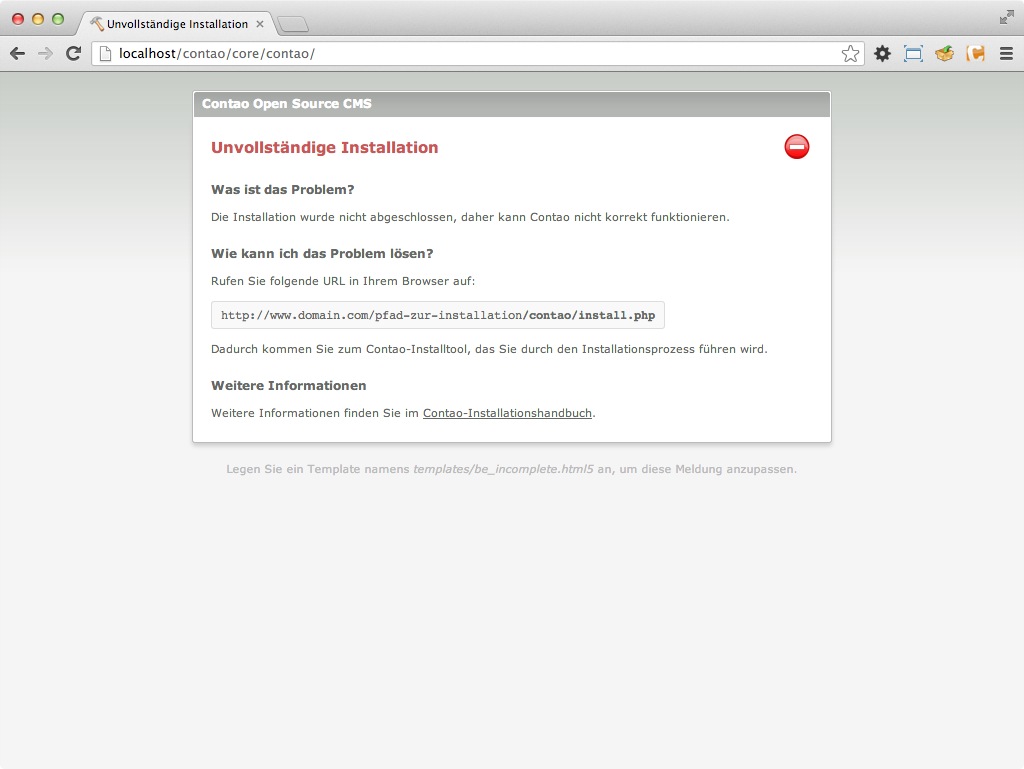 Unvollständige Installation
localhost/contao/core/contao/
Contao Open Source CMS
Unvollständige Installation
Was ist das Problem?
Die Installation wurde nicht abgeschlossen, daher kann Contao nicht korrekt funktionieren.
Wie kann ich das Problem lösen?
Rufen Sie folgende URL in Ihrem Browser auf:
http://www.domain.com/pfad-zur-installation/contao/install.php
Dadurch kommen Sie zum Contao-Installtool, das Sie durch den Installationsprozess führen wird.
Weitere Informationen
Weitere Informationen finden Sie im Contao-Installationshandbuch.
Legen Sie ein Template namens templates/be_incomplete.html5 an, um diese Meldung anzupassen.